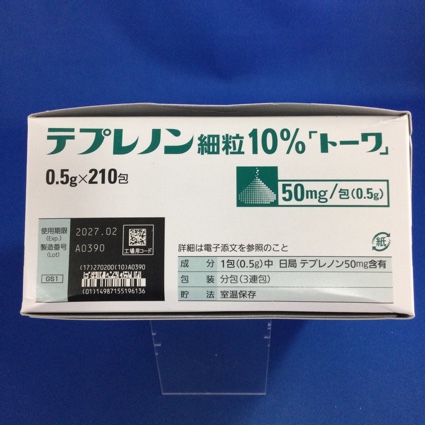 テプレノン細粒10%「トーワ」
0.5g×210包
50mg/包(0.5g)
使用期限
(Exp.)
2027.02
製造番号
(Lot)
A0390
工場用コード
GS1
(17)270200(10)A0390
(01)14987155196136
紙
詳細は電子添文を参照のこと
成分 1包(0.5g)中 日局 テプレノン50mg含有
包装 分包(3連包)
貯法 室温保存